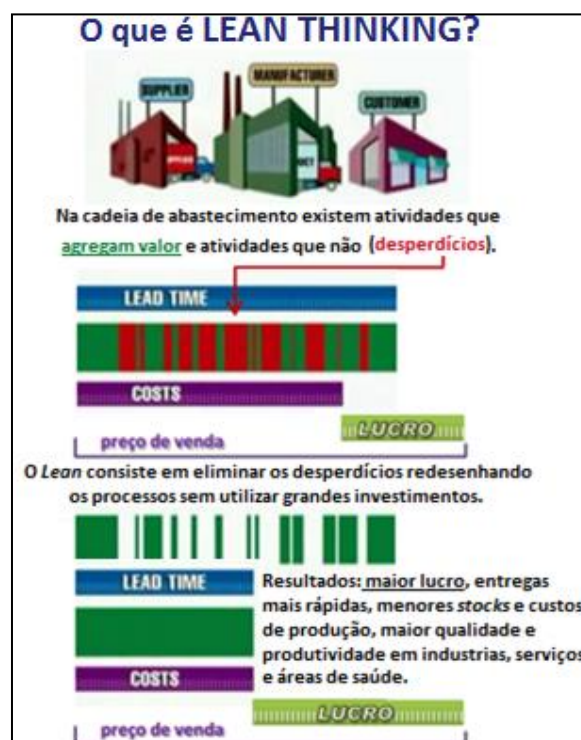 O que é LEAN THINKING?
SUPPLIER
MANUFACTURER
CUSTOMER
Na cadeia de abastecimento existem atividades que
agregam valor e atividades que não (desperdícios).
LEAD TIME
COSTS
LUCRO
preço de venda
O Lean consiste em eliminar os desperdícios redesenhando
os processos sem utilizar grandes investimentos.
LEAD TIME
Resultados: maior lucro, entregas
mais rápidas, menores stocks e custos
de produção, maior qualidade e
produtividade em industrias, serviços
e áreas de saúde.
COSTS
LUCRO
preço de venda